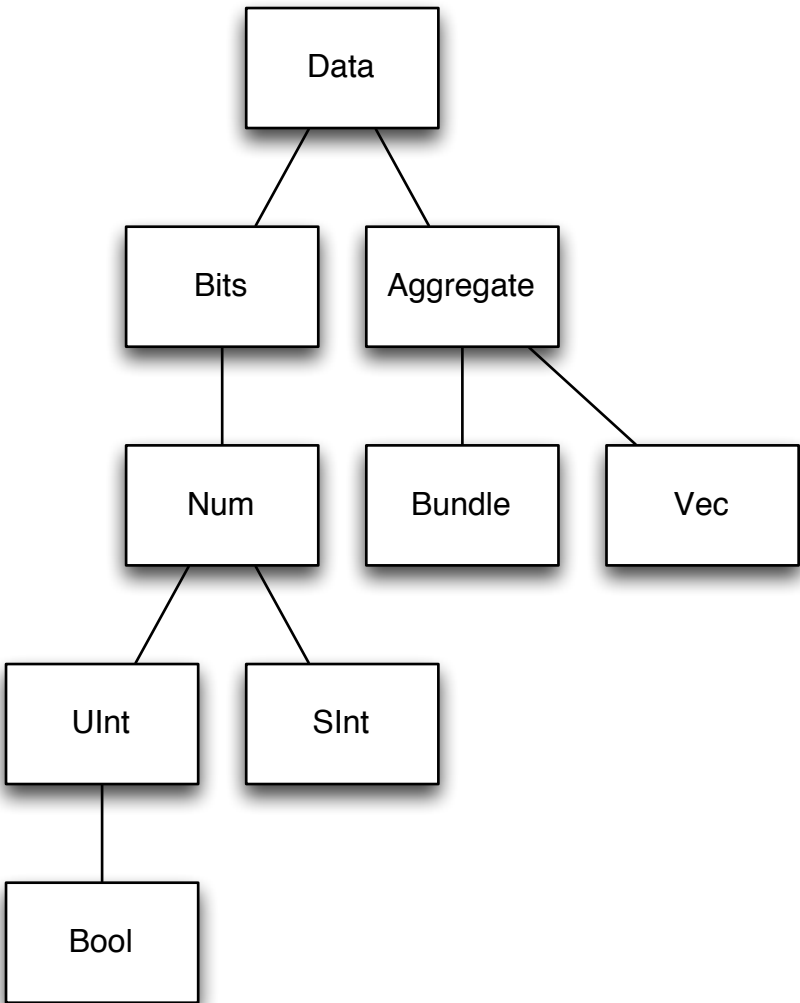 Data
Bits
Aggregate
Num
Bundle
Vec
UInt
SInt
Bool